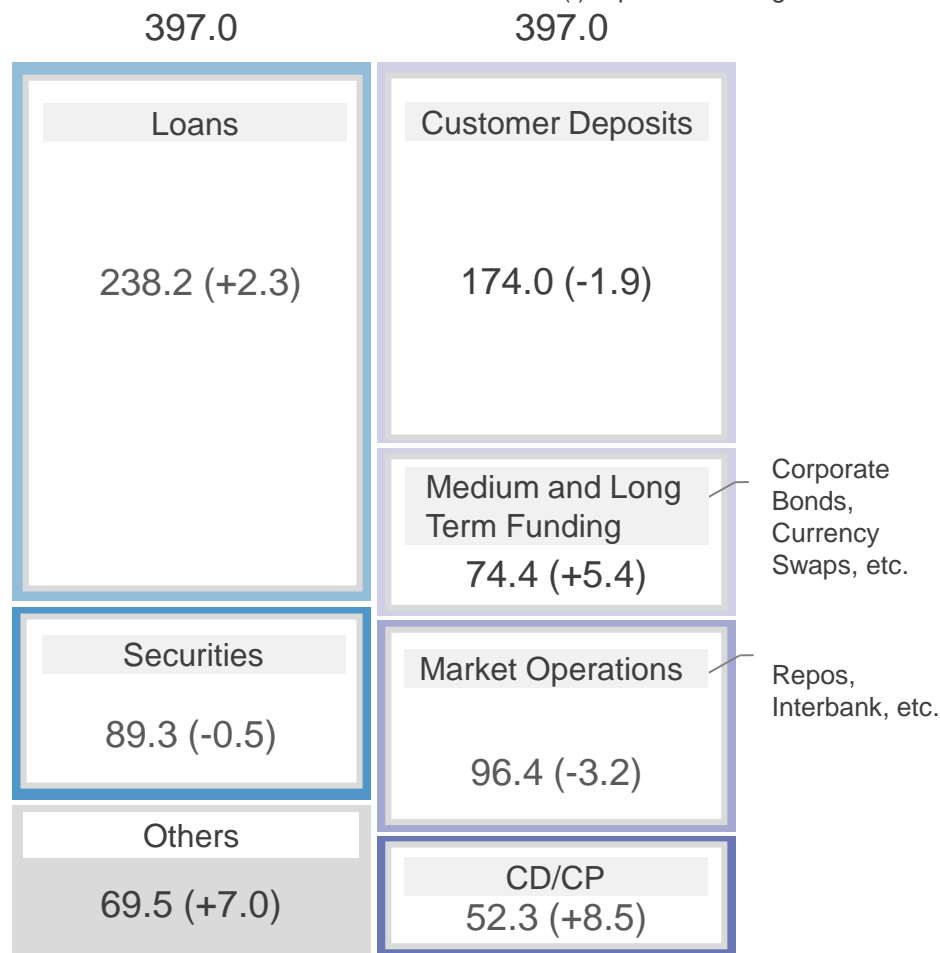 397.0
397.0
Loans
238.2 (+2.3)
Securities
89.3 (-0.5)
Others
69.5 (+7.0)
Customer Deposits
174.0 (-1.9)
Medium and Long
Term Funding
74.4 (+5.4)
Corporate
Bonds,
Currency
Swaps, etc.
Market Operations
96.4 (-3.2)
Repos,
Interbank, etc.
CD/CP
52.3 (+8.5)